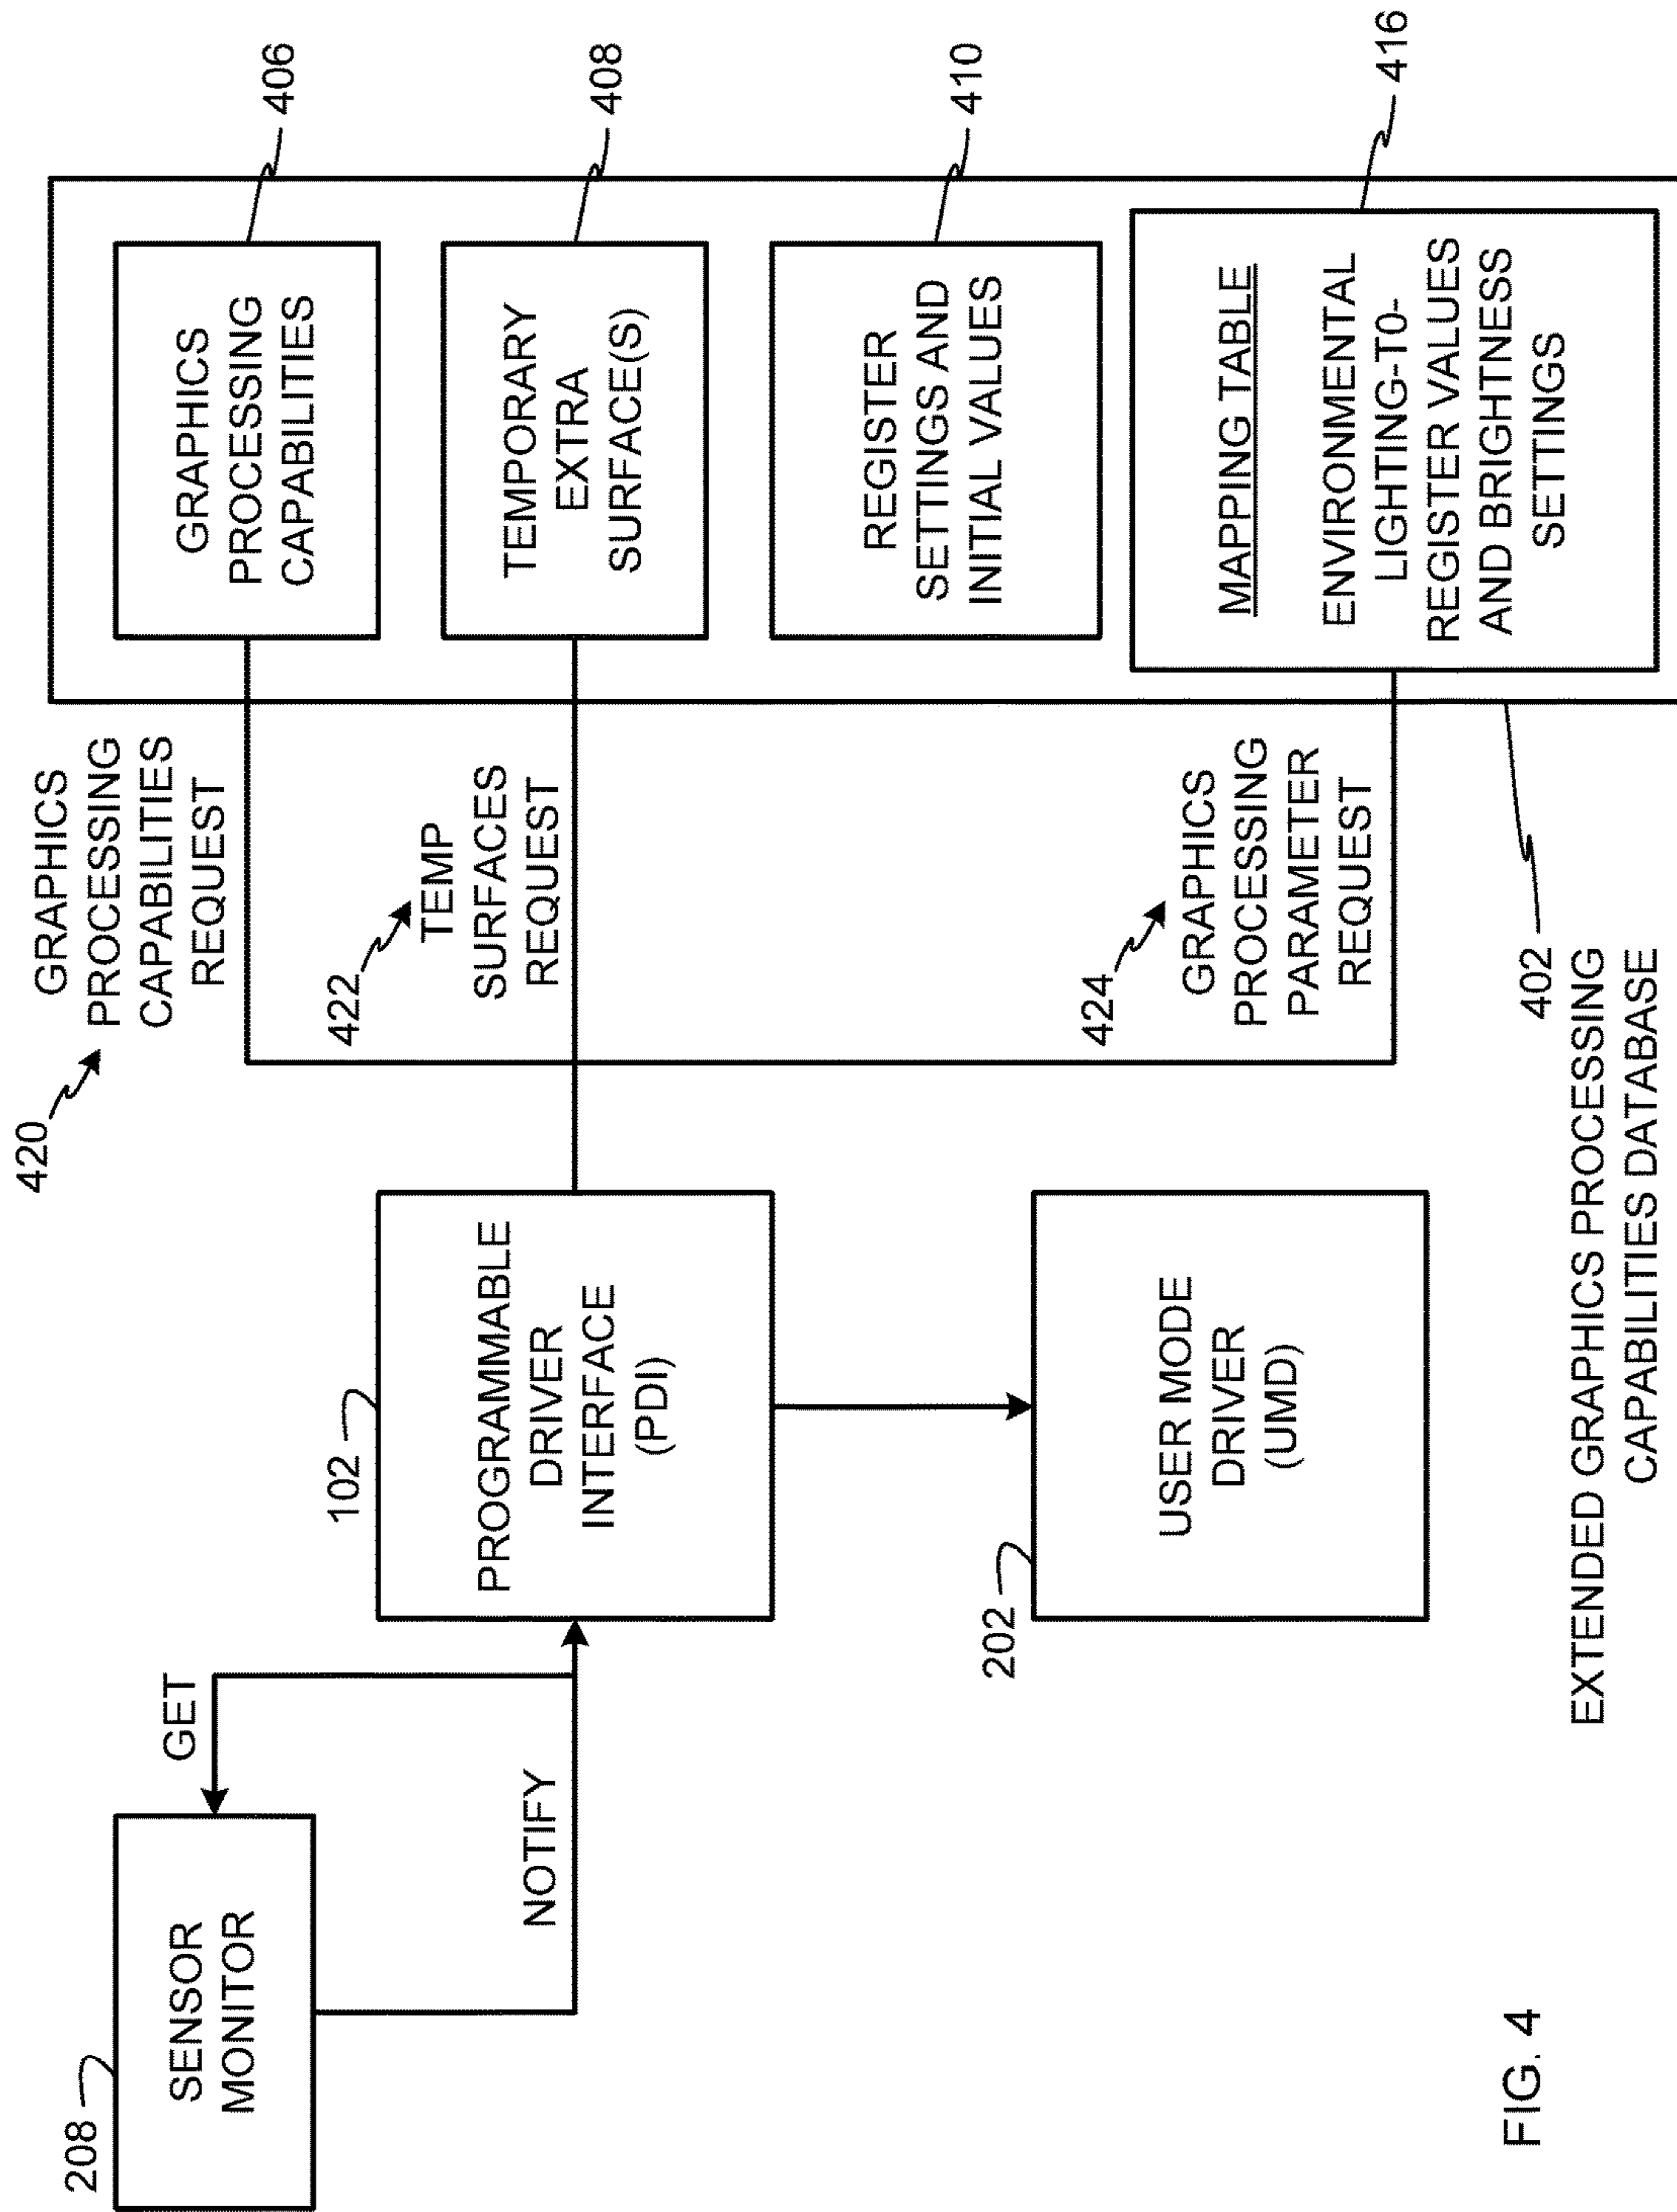 208
SENSOR
MONITOR
GET
NOTIFY
102
PROGRAMMABLE
DRIVER
INTERFACE
(PDI)
202
USER MODE
DRIVER
(UMD)
420
GRAPHICS
PROCESSING
CAPABILITIES
REQUEST
422
TEMP
SURFACES
REQUEST
424
GRAPHICS
PROCESSING
PARAMETER
REQUEST
GRAPHICS
PROCESSING
CAPABILITIES
406
TEMPORARY
EXTRA
SURFACE(S)
408
REGISTER
SETTINGS AND
INITIAL VALUES
410
MAPPING TABLE
ENVIRONMENTAL
LIGHTING-T0-
REGISTER VALUES
AND BRIGHTNESS
SETTINGS
416
402
EXTENDED GRAPHICS PROCESSING
CAPABILITIES DATABASE
FIG. 4